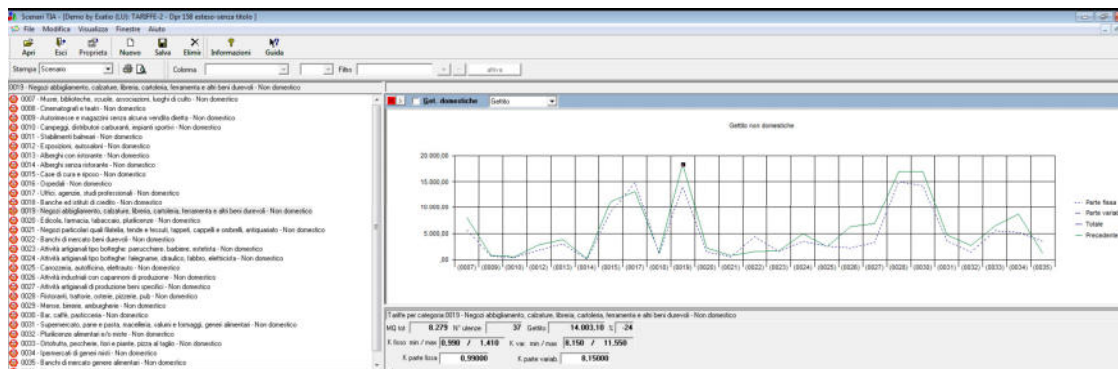 Scenari TIA - [Demo by Esatto (LU): TARIFFE-2 - Dpr 158 esteso-senza titolo ]
File Modifica Visualizza Finestre Aiuto
Apri Esci Proprietà Nuovo Salva Elimin Informazioni Guida
Stampa Scenario Colonna Filtro attiva
0019 - Negozi abbigliamento, calzature, libreria, cartoleria, ferramenta e altri beni durevoli - Non domestico
0007 - Musei, biblioteche, scuole, associazioni, luoghi di culto - Non domestico
0008 - Cinematografi e teatri - Non domestico
0009 - Autorimesse e magazzini senza alcuna vendita diretta - Non domestico
0010 - Campeggi, distributori carburanti, impianti sportivi - Non domestico
0011 - Stabilimenti balneari - Non domestico
0012 - Esposizioni, autosaloni - Non domestico
0013 - Alberghi con ristorante - Non domestico
0014 - Alberghi senza ristorante - Non domestico
0015 - Case di cura e riposo - Non domestico
0016 - Ospedali - Non domestico
0017 - Uffici, agenzie, studi professionali - Non domestico
0018 - Banche ed istituti di credito - Non domestico
0019 - Negozi abbigliamento, calzature, libreria, cartoleria, ferramenta e altri beni durevoli - Non domestico
0020 - Edicola, farmacia, tabaccaio, plurilicenze - Non domestico
0021 - Negozi particolari quali filatelia, tende e tessuti, tappeti, cappelli e ombrelli, antiquariato - Non domestico
0022 - Banchi di mercato beni durevoli - Non domestico
0023 - Attività artigianali tipo botteghe: parrucchiere, barbiere, estetista - Non domestico
0024 - Attività artigianali tipo botteghe: falegname, idraulico, fabbro, elettricista - Non domestico
0025 - Carrozzeria, autofficina, elettrauto - Non domestico
0026 - Attività industriali con capannoni di produzione - Non domestico
0027 - Attività artigianali di produzione beni specifici - Non domestico
0028 - Ristoranti, trattorie, osterie, pizzerie, pub - Non domestico
0029 - Mense, birrerie, amburgherie - Non domestico
0030 - Bar, caffè, pasticceria - Non domestico
0031 - Supermercato, pane e pasta, macelleria, salumi e formaggi, generi alimentari - Non domestico
0032 - Plurilicenze alimentari e/o miste - Non domestico
0033 - Ortofrutta, pescherie, fiori e piante, pizza al taglio - Non domestico
0034 - Ipermercati di generi misti - Non domestico
0035 - Banchi di mercato genere alimentari - Non domestico
Gett. domestiche Gettito
Gettito non domestiche
20.000,00
15.000,00
10.000,00
5.000,00
,00
(0007) (0009) (0010) (0012) (0013) (0014) (0015) (0017) (0018) (0019) (0020) (0021) (0022) (0023) (0024) (0025) (0026) (0027) (0028) (0030) (0031) (0032) (0033) (0034) (0035)
Parte fissa
Parte variab
Totale
Precedente
Tariffe per categoria:0019 - Negozi abbigliamento, calzature, libreria, cartoleria, ferramenta e altri beni durevoli - Non domestico
MQ tot 8.279 N° utenze 37 Gettito 14.003,10 % -24
K fisso min / max 0,990 / 1,410 K var. min / max 8,150 / 11,550
K parte fissa 0,99000 K parte variab. 8,15000